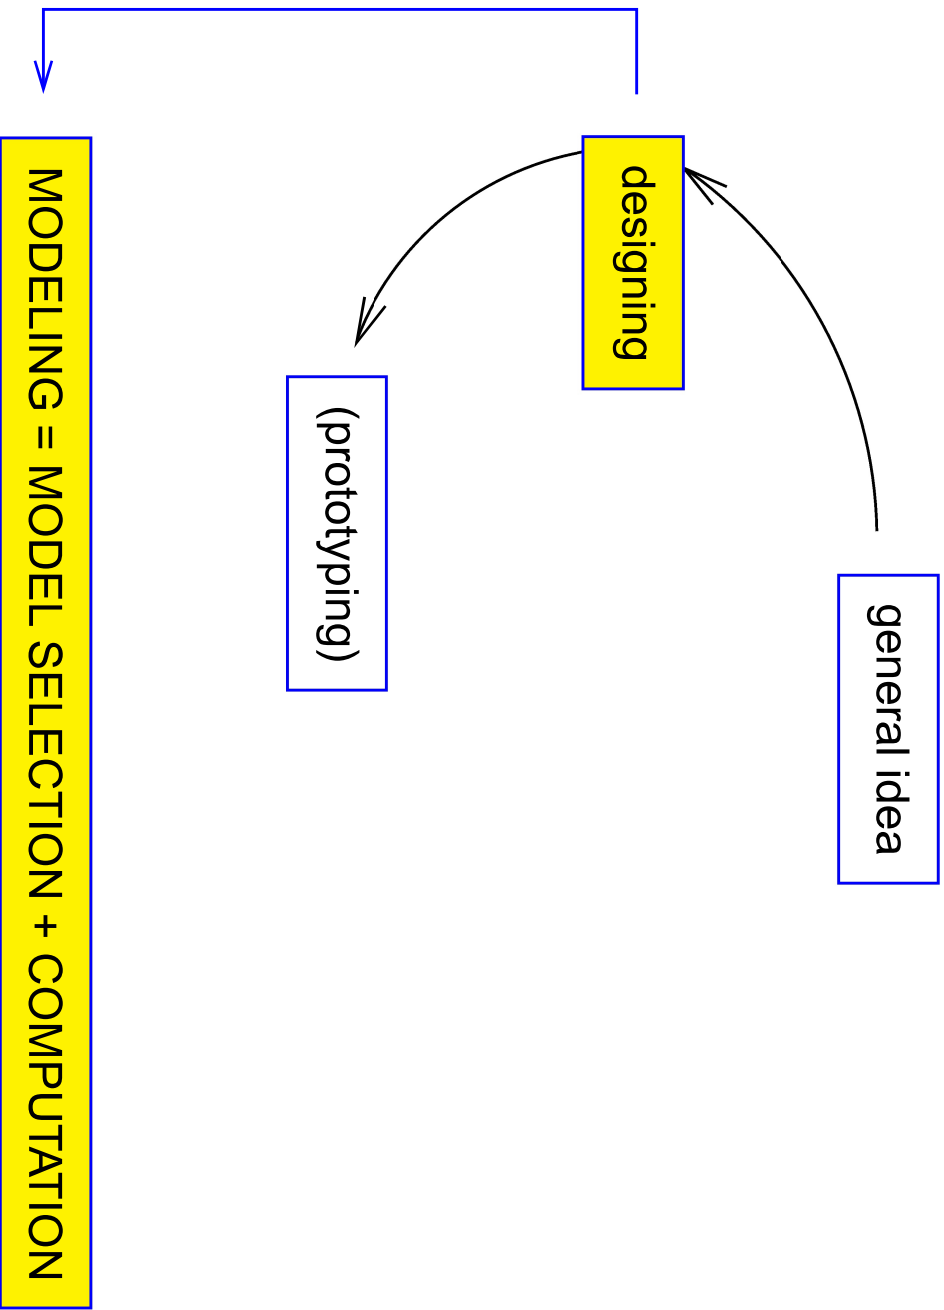 general idea
designing
(prototyping)
MODELING = MODEL SELECTION + COMPUTATION